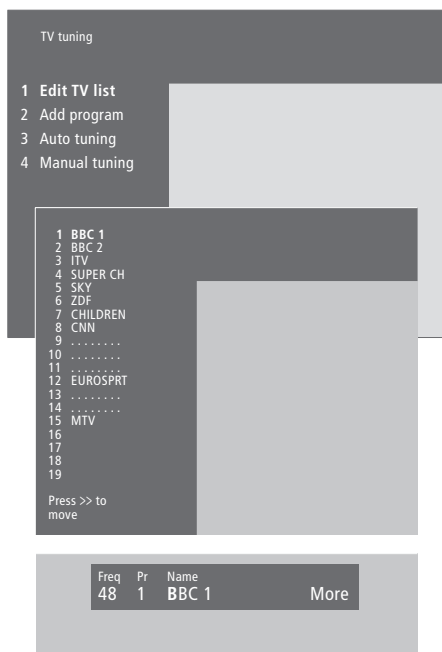 TV tuning
1 Edit TV list
2 Add program
3 Auto tuning
4 Manual tuning
1 BBC 1
2 BBC 2
3 ITV
4 SUPER CH
5 SKY
6 ZDF
7 CHILDREN
8 CNN
9 ........
10 ........
11 ........
12 EUROSPRT
13 ........
14 ........
15 MTV
16
17
18
19
Press >> to
move
Freq Pr Name
48 1 BBC 1 More